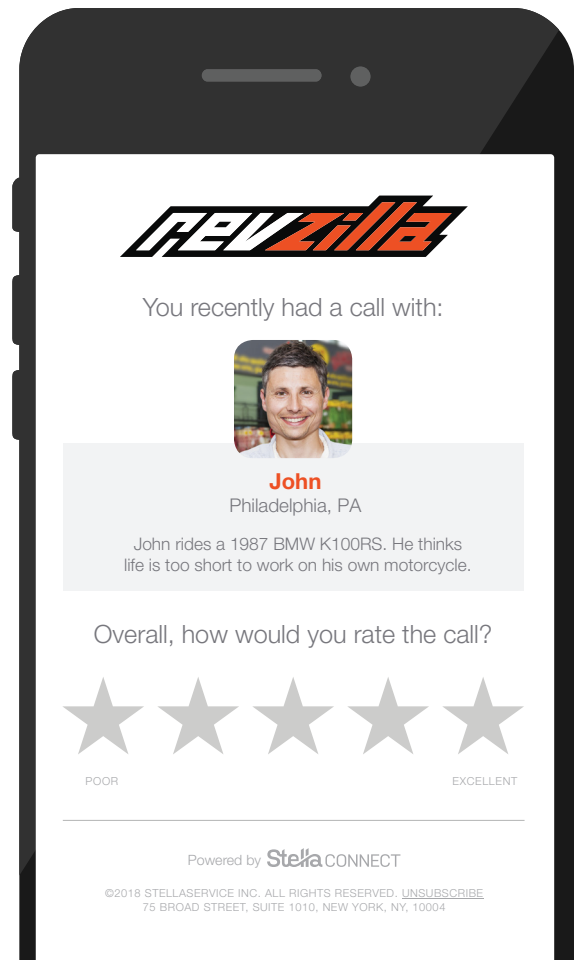 revzilla
You recently had a call with:
John
Philadelphia, PA
John rides a 1987 BMW K100RS. He thinks
life is too short to work on his own motorcycle.
Overall, how would you rate the call?
POOR EXCELLENT
Powered by Stella CONNECT
©2018 STELLASERVICE INC. ALL RIGHTS RESERVED. UNSUBSCRIBE
75 BROAD STREET, SUITE 1010, NEW YORK, NY, 10004